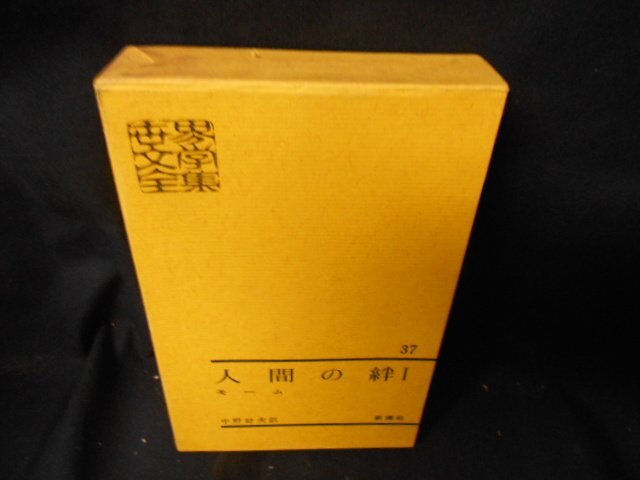 世界
文学
全集
37
人間の絆 I
モーム
中野好夫訳 新潮社